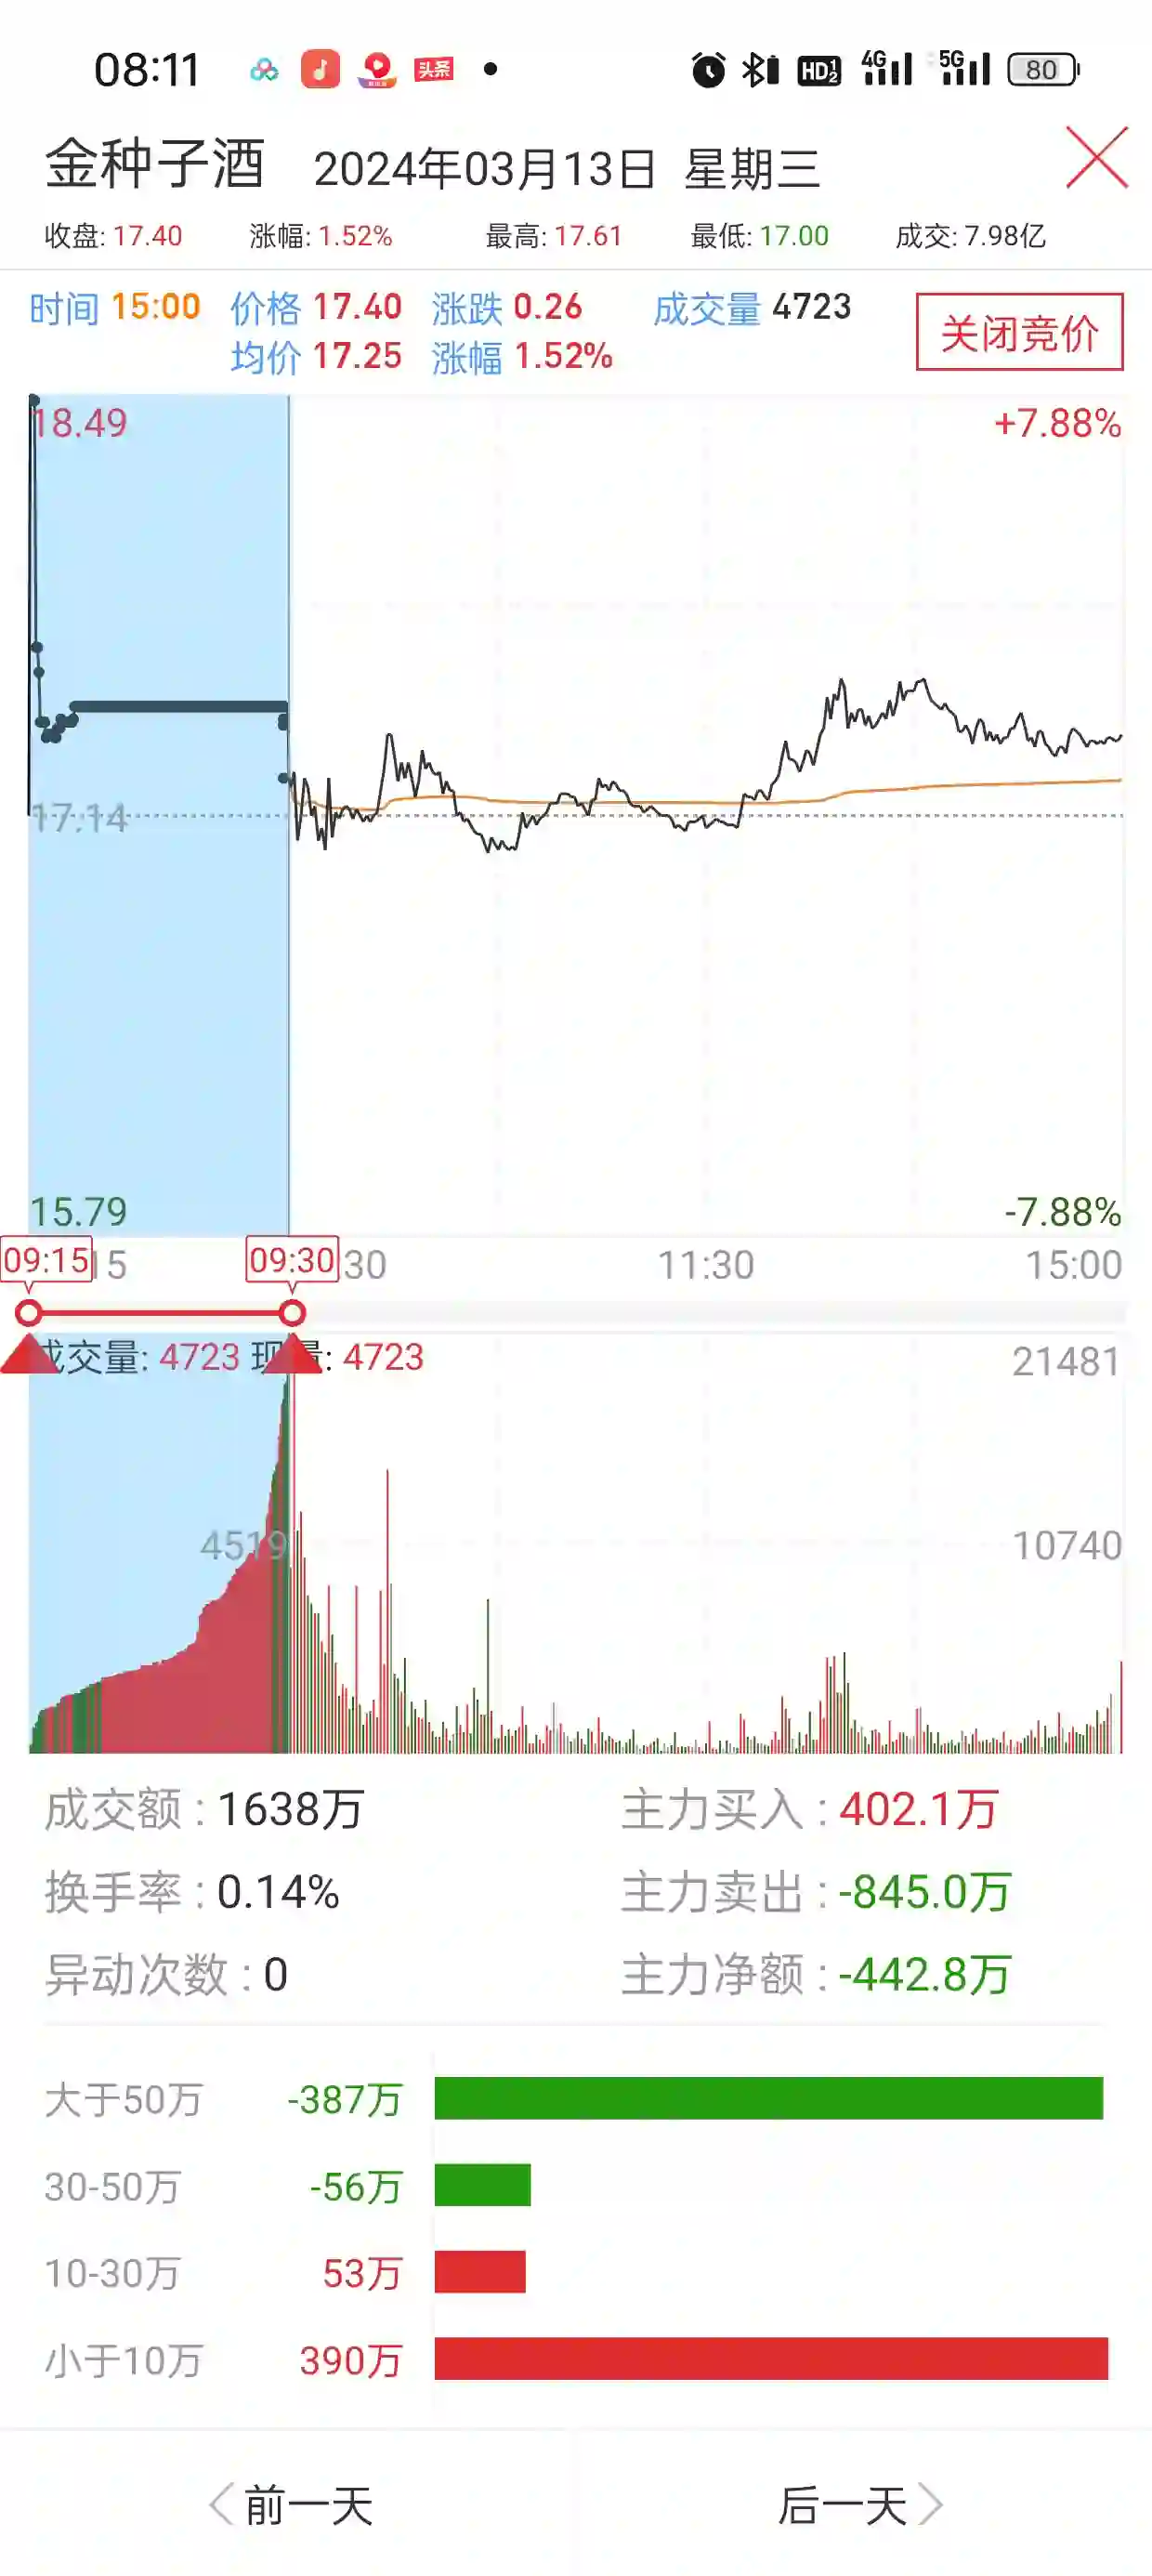 08:11 头条 HD 1 2 4G 5G 80
金种子酒 2024年03月13日 星期三
收盘: 17.40 涨幅: 1.52% 最高: 17.61 最低: 17.00 成交: 7.98亿
时间 15:00 价格 17.40 涨跌 0.26 成交量 4723
均价 17.25 涨幅 1.52%
关闭竞价
18.49 +7.88%
17.14
15.79 -7.88%
09:15 15 09:30 30 11:30 15:00
成交量: 4723 现量: 4723 21481
4519 10740
成交额 : 1638万 主力买入 : 402.1万
换手率 : 0.14% 主力卖出 : -845.0万
异动次数 : 0 主力净额 : -442.8万
大于50万 -387万
30-50万 -56万
10-30万 53万
小于10万 390万
前一天 后一天